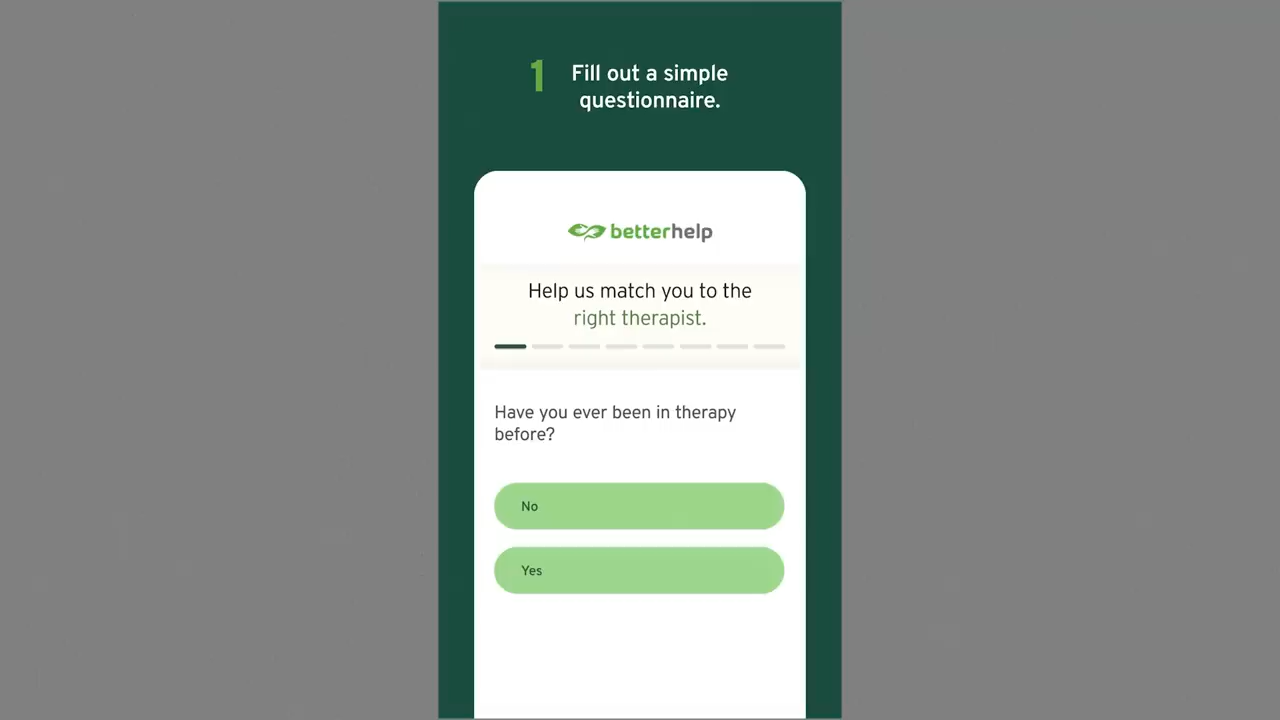 1
Fill out a simple
questionnaire.
betterhelp
Help us match you to the
right therapist.
Have you ever been in therapy
before?
No
Yes